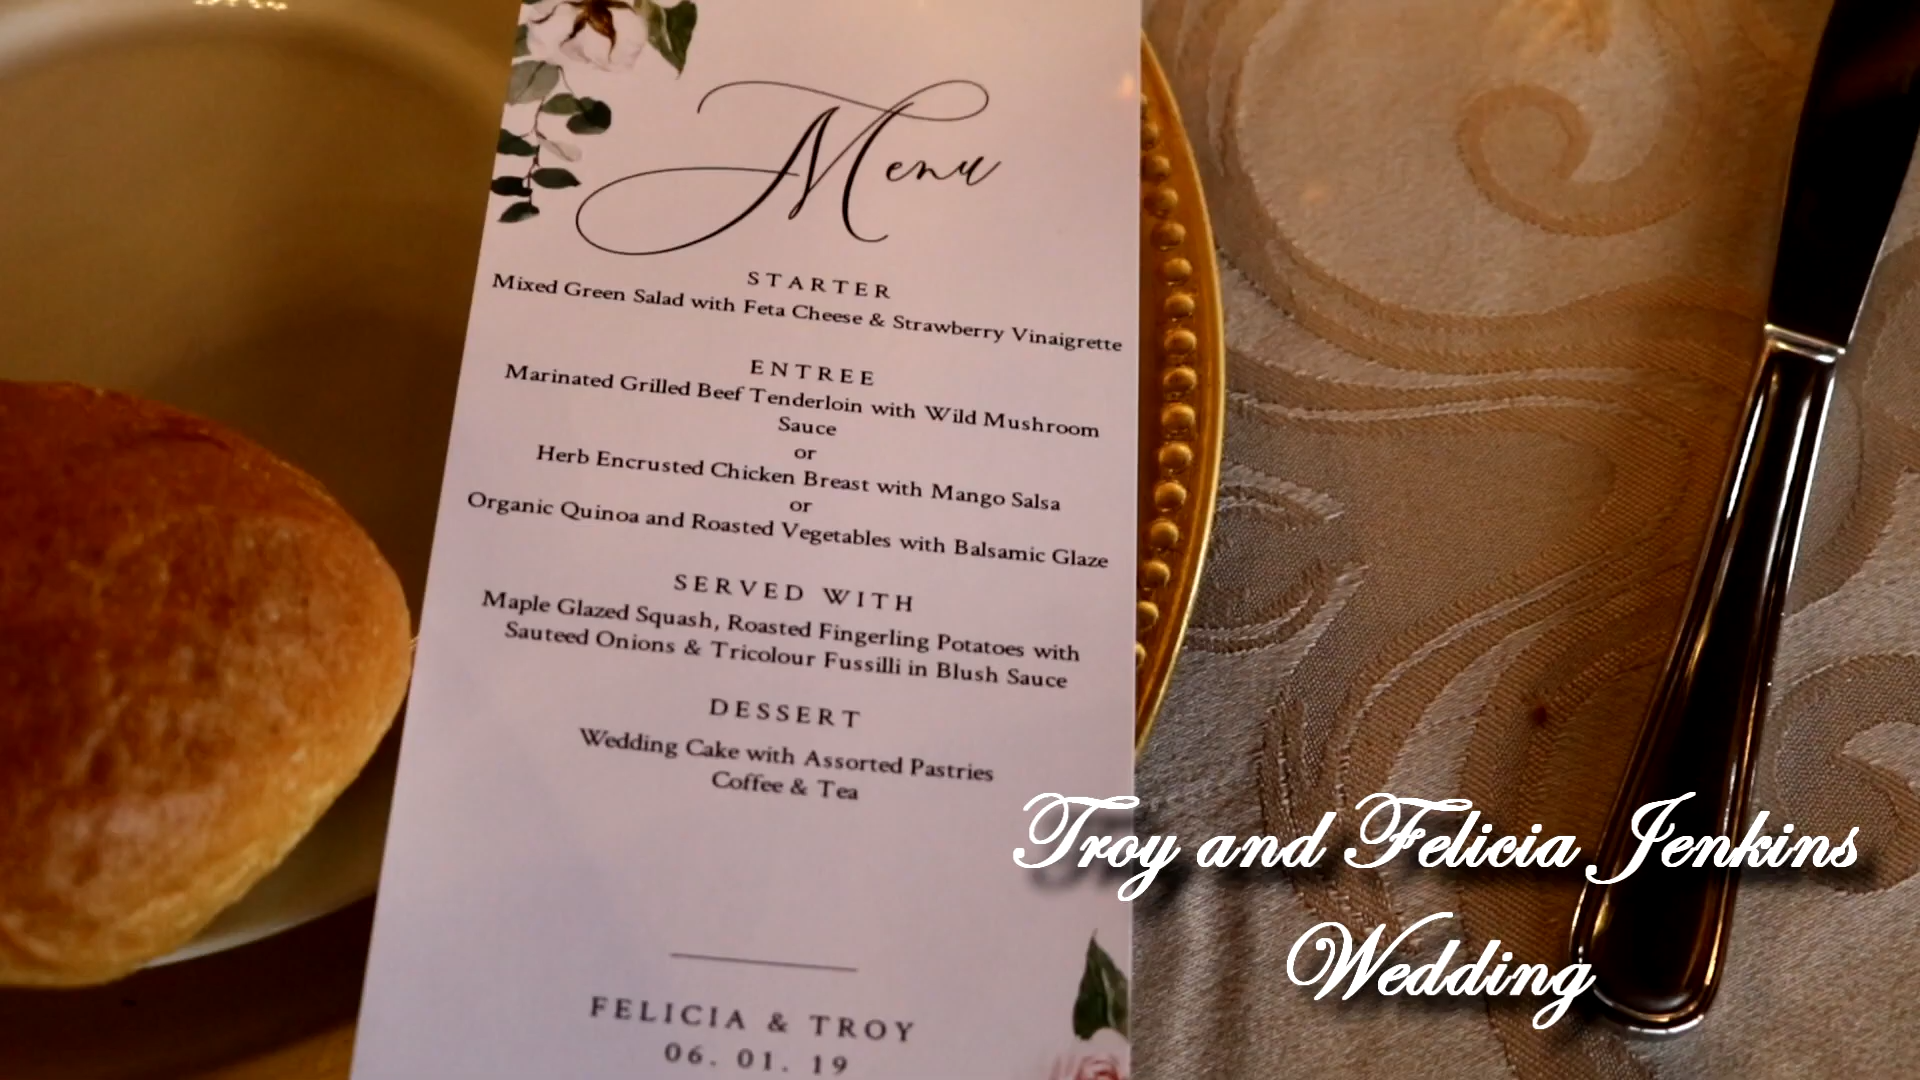 Menu
STARTER
Mixed Green Salad with Feta Cheese & Strawberry Vinaigrette
ENTREE
Marinated Grilled Beef Tenderloin with Wild Mushroom
Sauce
or
Herb Encrusted Chicken Breast with Mango Salsa
or
Organic Quinoa and Roasted Vegetables with Balsamic Glaze
SERVED WITH
Maple Glazed Squash, Roasted Fingerling Potatoes with
Sauteed Onions & Tricolour Fussilli in Blush Sauce
DESSERT
Wedding Cake with Assorted Pastries
Coffee & Tea
FELICIA & TROY
06. 01. 19
Troy and Felicia Jenkins
Wedding